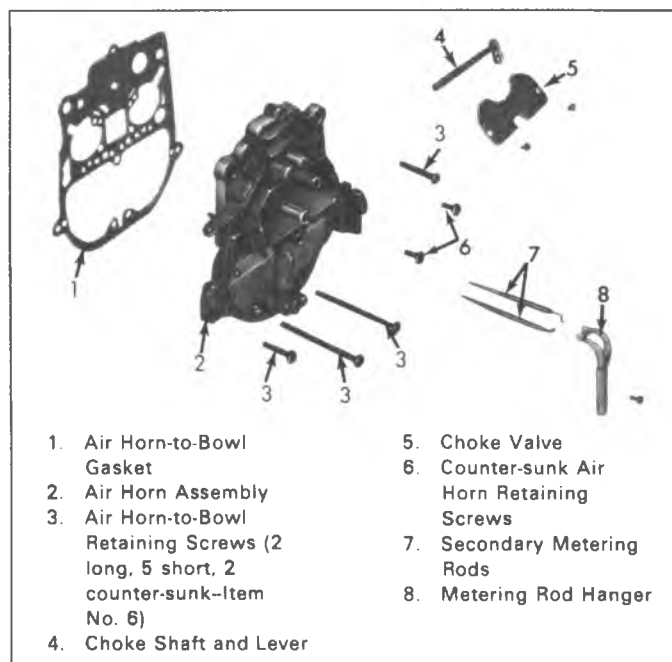 4
5
3
6
7
8
1
2
3
3
3
1. Air Horn-to-Bowl
Gasket
2. Air Horn Assembly
3. Air Horn-to-Bowl
Retaining Screws (2
long, 5 short, 2
counter-sunk--Item
No. 6)
4. Choke Shaft and Lever
5. Choke Valve
6. Counter-sunk Air
Horn Retaining
Screws
7. Secondary Metering
Rods
8. Metering Rod Hanger